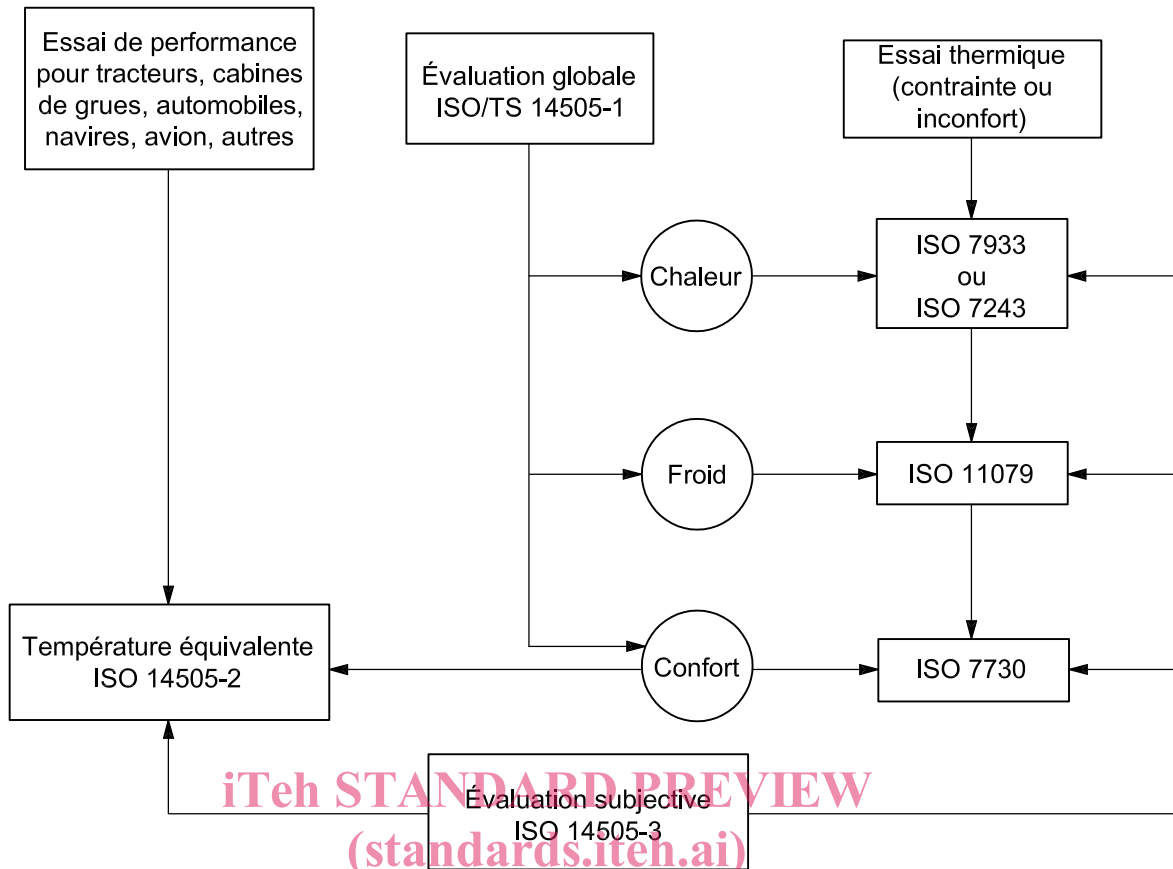 Essai de performance
pour tracteurs, cabines
de grues, automobiles,
navires, avion, autres
Évaluation globale
ISO/TS 14505-1
Essai thermique
(contrainte ou
inconfort)
Chaleur
ISO 7933
ou
ISO 7243
Froid
ISO 11079
Température équivalente
ISO 14505-2
Confort
ISO 7730
iTeh STANDARD PREVIEW
Évaluation subjective
ISO 14505-3
(standards.iteh.ai)